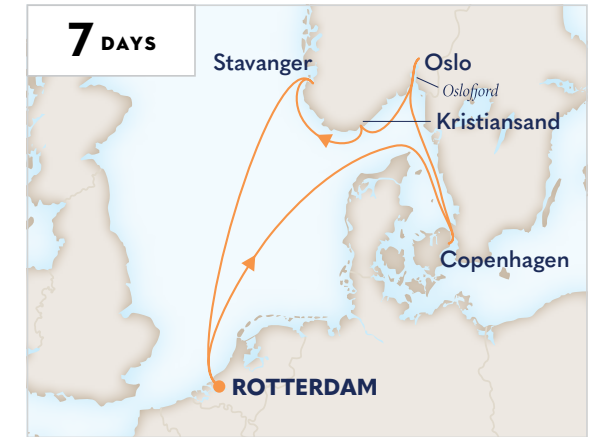 7 DAYS
Stavanger
Oslo
Oslofjord
Kristiansand
Copenhagen
ROTTERDAM